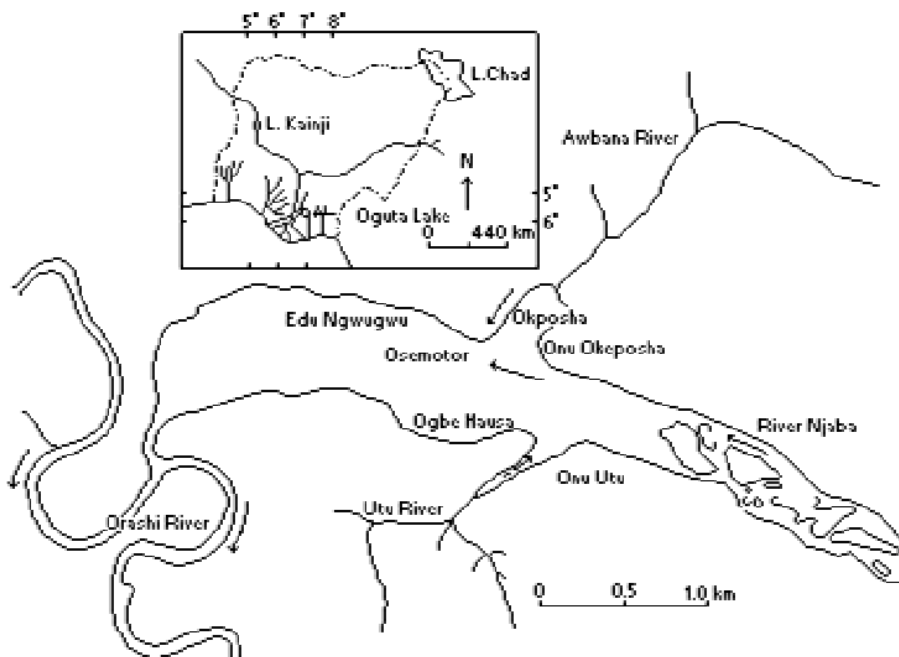 5° 6° 7° 8°
L.Chad
L. Kainji
Awbana River
N
5°
Oguta Lake
6°
0 440 km
Edu Ngwugwu
Okposha
Onu Okeposha
Osemotor
Ogbe Hausa
River Njaba
Onu Utu
Utu River
Orashi River
0 0.5 1.0 km